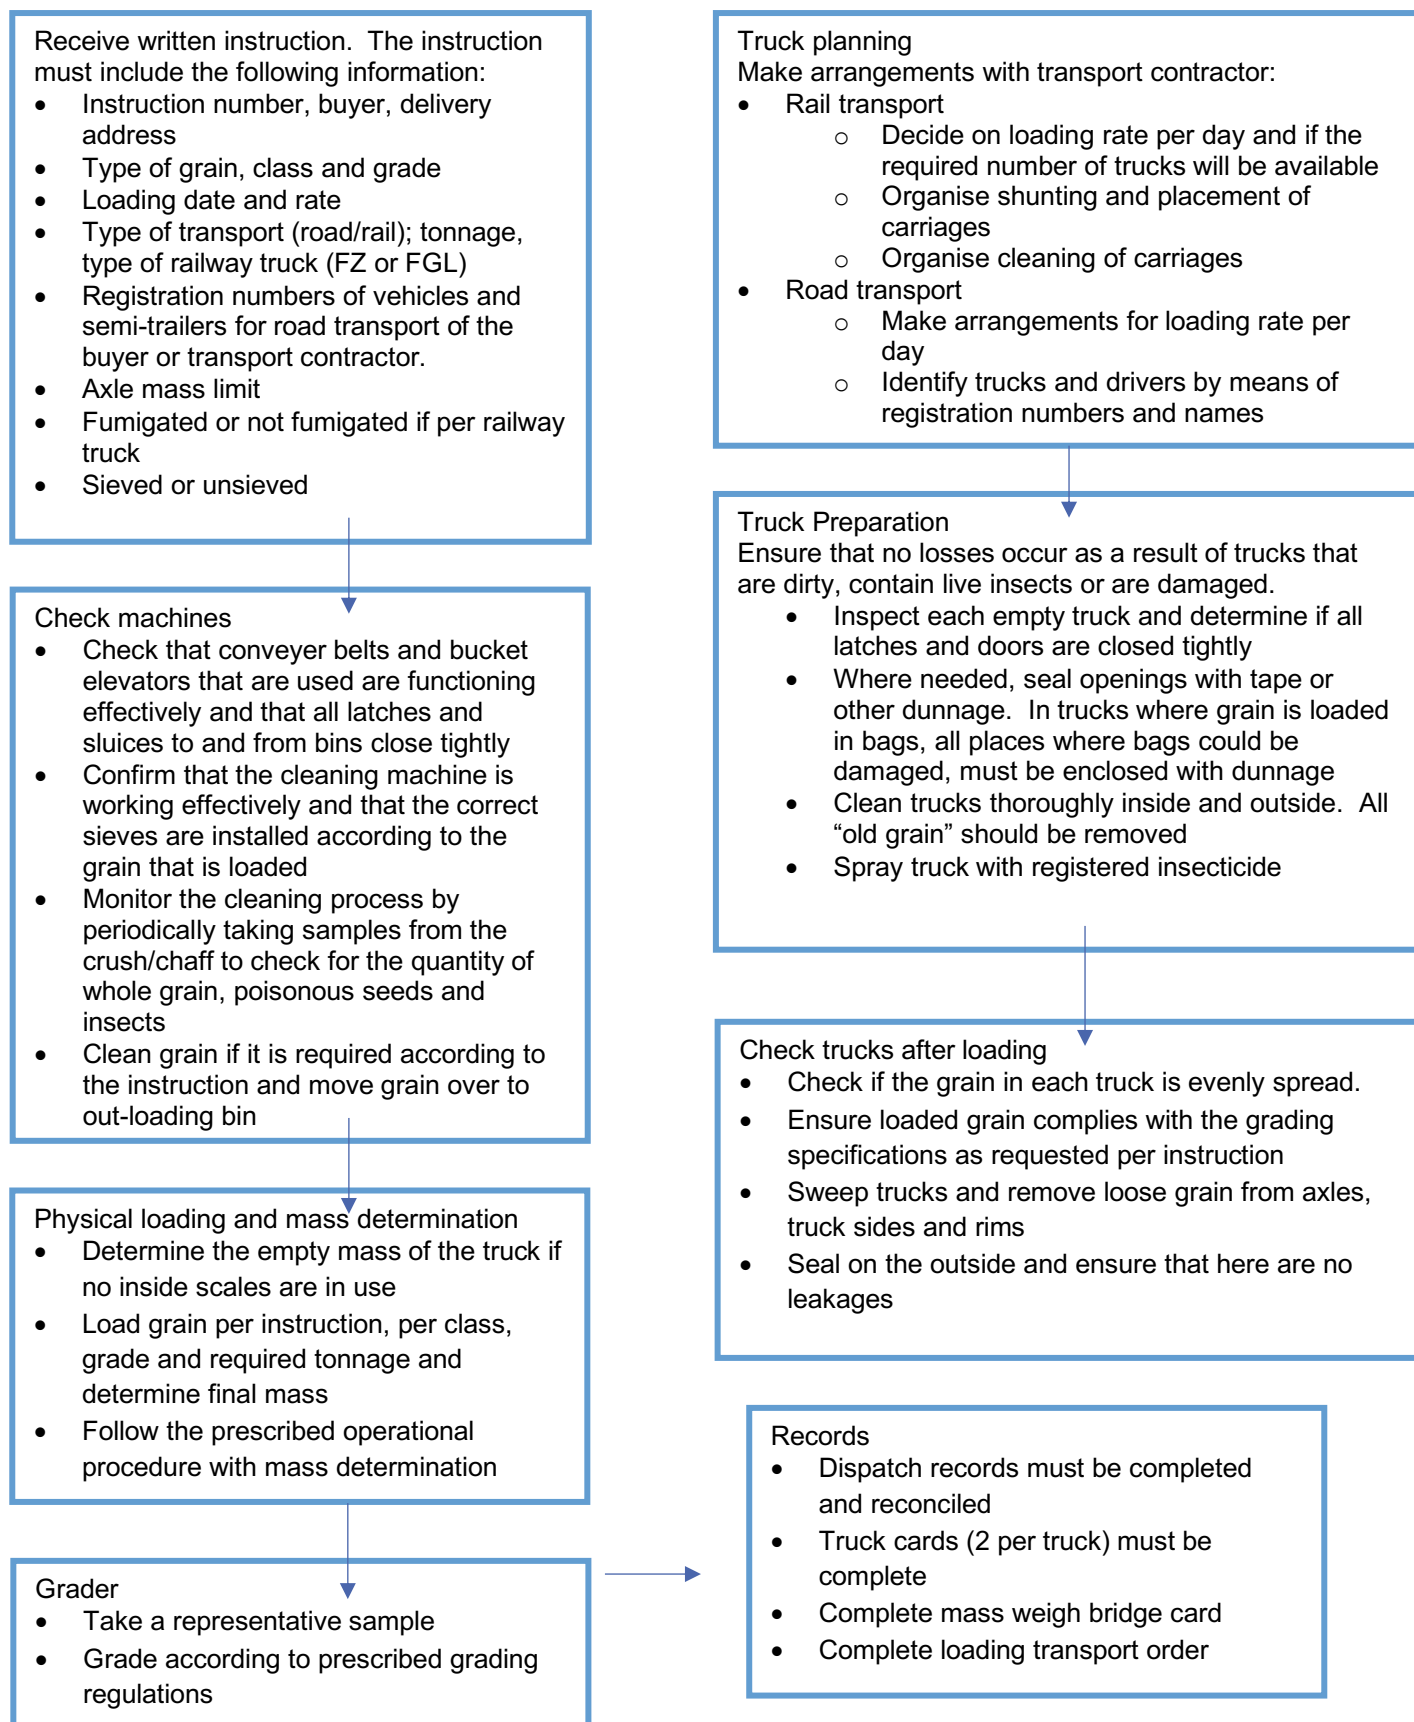 Receive written instruction.  The instruction
must include the following information:
• Instruction number, buyer, delivery
address
• Type of grain, class and grade
• Loading date and rate
• Type of transport (road/rail); tonnage,
type of railway truck (FZ or FGL)
• Registration numbers of vehicles and
semi-trailers for road transport of the
buyer or transport contractor.
• Axle mass limit
• Fumigated or not fumigated if per railway
truck
• Sieved or unsieved
Check machines
• Check that conveyer belts and bucket
elevators that are used are functioning
effectively and that all latches and
sluices to and from bins close tightly
• Confirm that the cleaning machine is
working effectively and that the correct
sieves are installed according to the
grain that is loaded
• Monitor the cleaning process by
periodically taking samples from the
crush/chaff to check for the quantity of
whole grain, poisonous seeds and
insects
• Clean grain if it is required according to
the instruction and move grain over to
out-loading bin
Physical loading and mass determination
• Determine the empty mass of the truck if
no inside scales are in use
• Load grain per instruction, per class,
grade and required tonnage and
determine final mass
• Follow the prescribed operational
procedure with mass determination
Grader
• Take a representative sample
• Grade according to prescribed grading
regulations
Truck planning
Make arrangements with transport contractor:
• Rail transport
o Decide on loading rate per day and if the
required number of trucks will be available
o Organise shunting and placement of
carriages
o Organise cleaning of carriages
• Road transport
o Make arrangements for loading rate per
day
o Identify trucks and drivers by means of
registration numbers and names
Truck Preparation
Ensure that no losses occur as a result of trucks that
are dirty, contain live insects or are damaged.
• Inspect each empty truck and determine if all
latches and doors are closed tightly
• Where needed, seal openings with tape or
other dunnage.  In trucks where grain is loaded
in bags, all places where bags could be
damaged, must be enclosed with dunnage
• Clean trucks thoroughly inside and outside.  All
“old grain” should be removed
• Spray truck with registered insecticide
Check trucks after loading
• Check if the grain in each truck is evenly spread.
• Ensure loaded grain complies with the grading
specifications as requested per instruction
• Sweep trucks and remove loose grain from axles,
truck sides and rims
• Seal on the outside and ensure that here are no
leakages
Records
• Dispatch records must be completed
and reconciled
• Truck cards (2 per truck) must be
complete
• Complete mass weigh bridge card
• Complete loading transport order